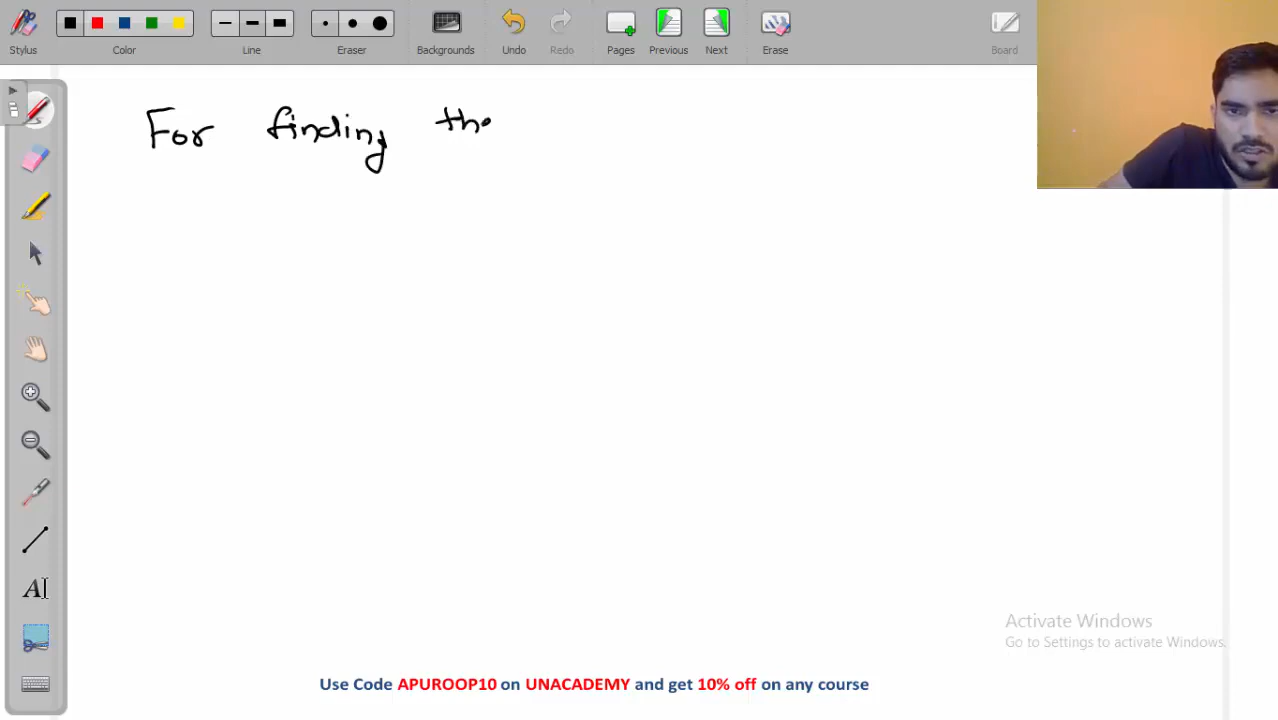 Stylus Color Line Eraser Backgrounds Undo Redo Pages Previous Next Erase Board
For finding the
A
Activate Windows
Go to Settings to activate Windows.
Use Code APUROOP10 on UNACADEMY and get 10% off on any course